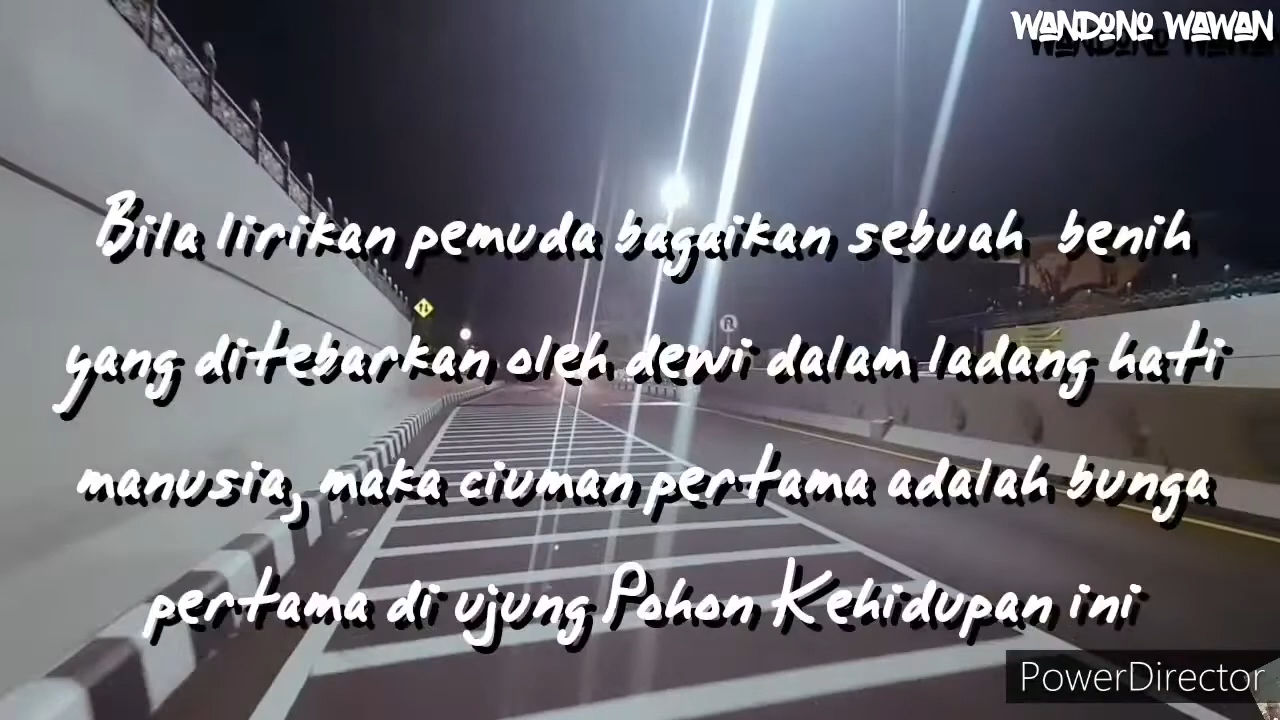 WANDONO WAWAN
Bila lirikan pemuda bagaikan sebuah benih
yang ditebarkan oleh dewi dalam ladang hati
manusia, maka ciuman pertama adalah bunga
pertama di ujung Pohon Kehidupan ini
PowerDirector